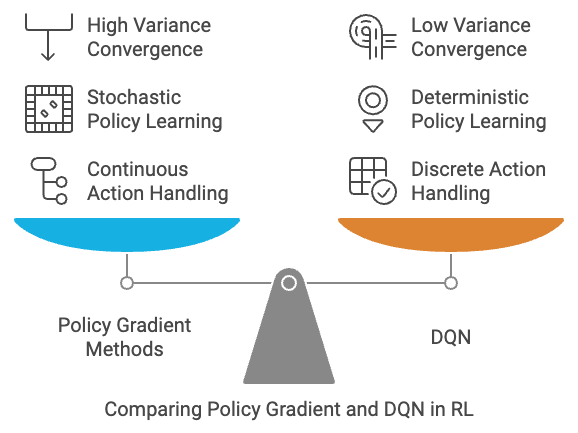 High Variance
Convergence
Stochastic
Policy Learning
Continuous
Action Handling
Low Variance
Convergence
Deterministic
Policy Learning
Discrete Action
Handling
Policy Gradient
Methods
DQN
Comparing Policy Gradient and DQN in RL